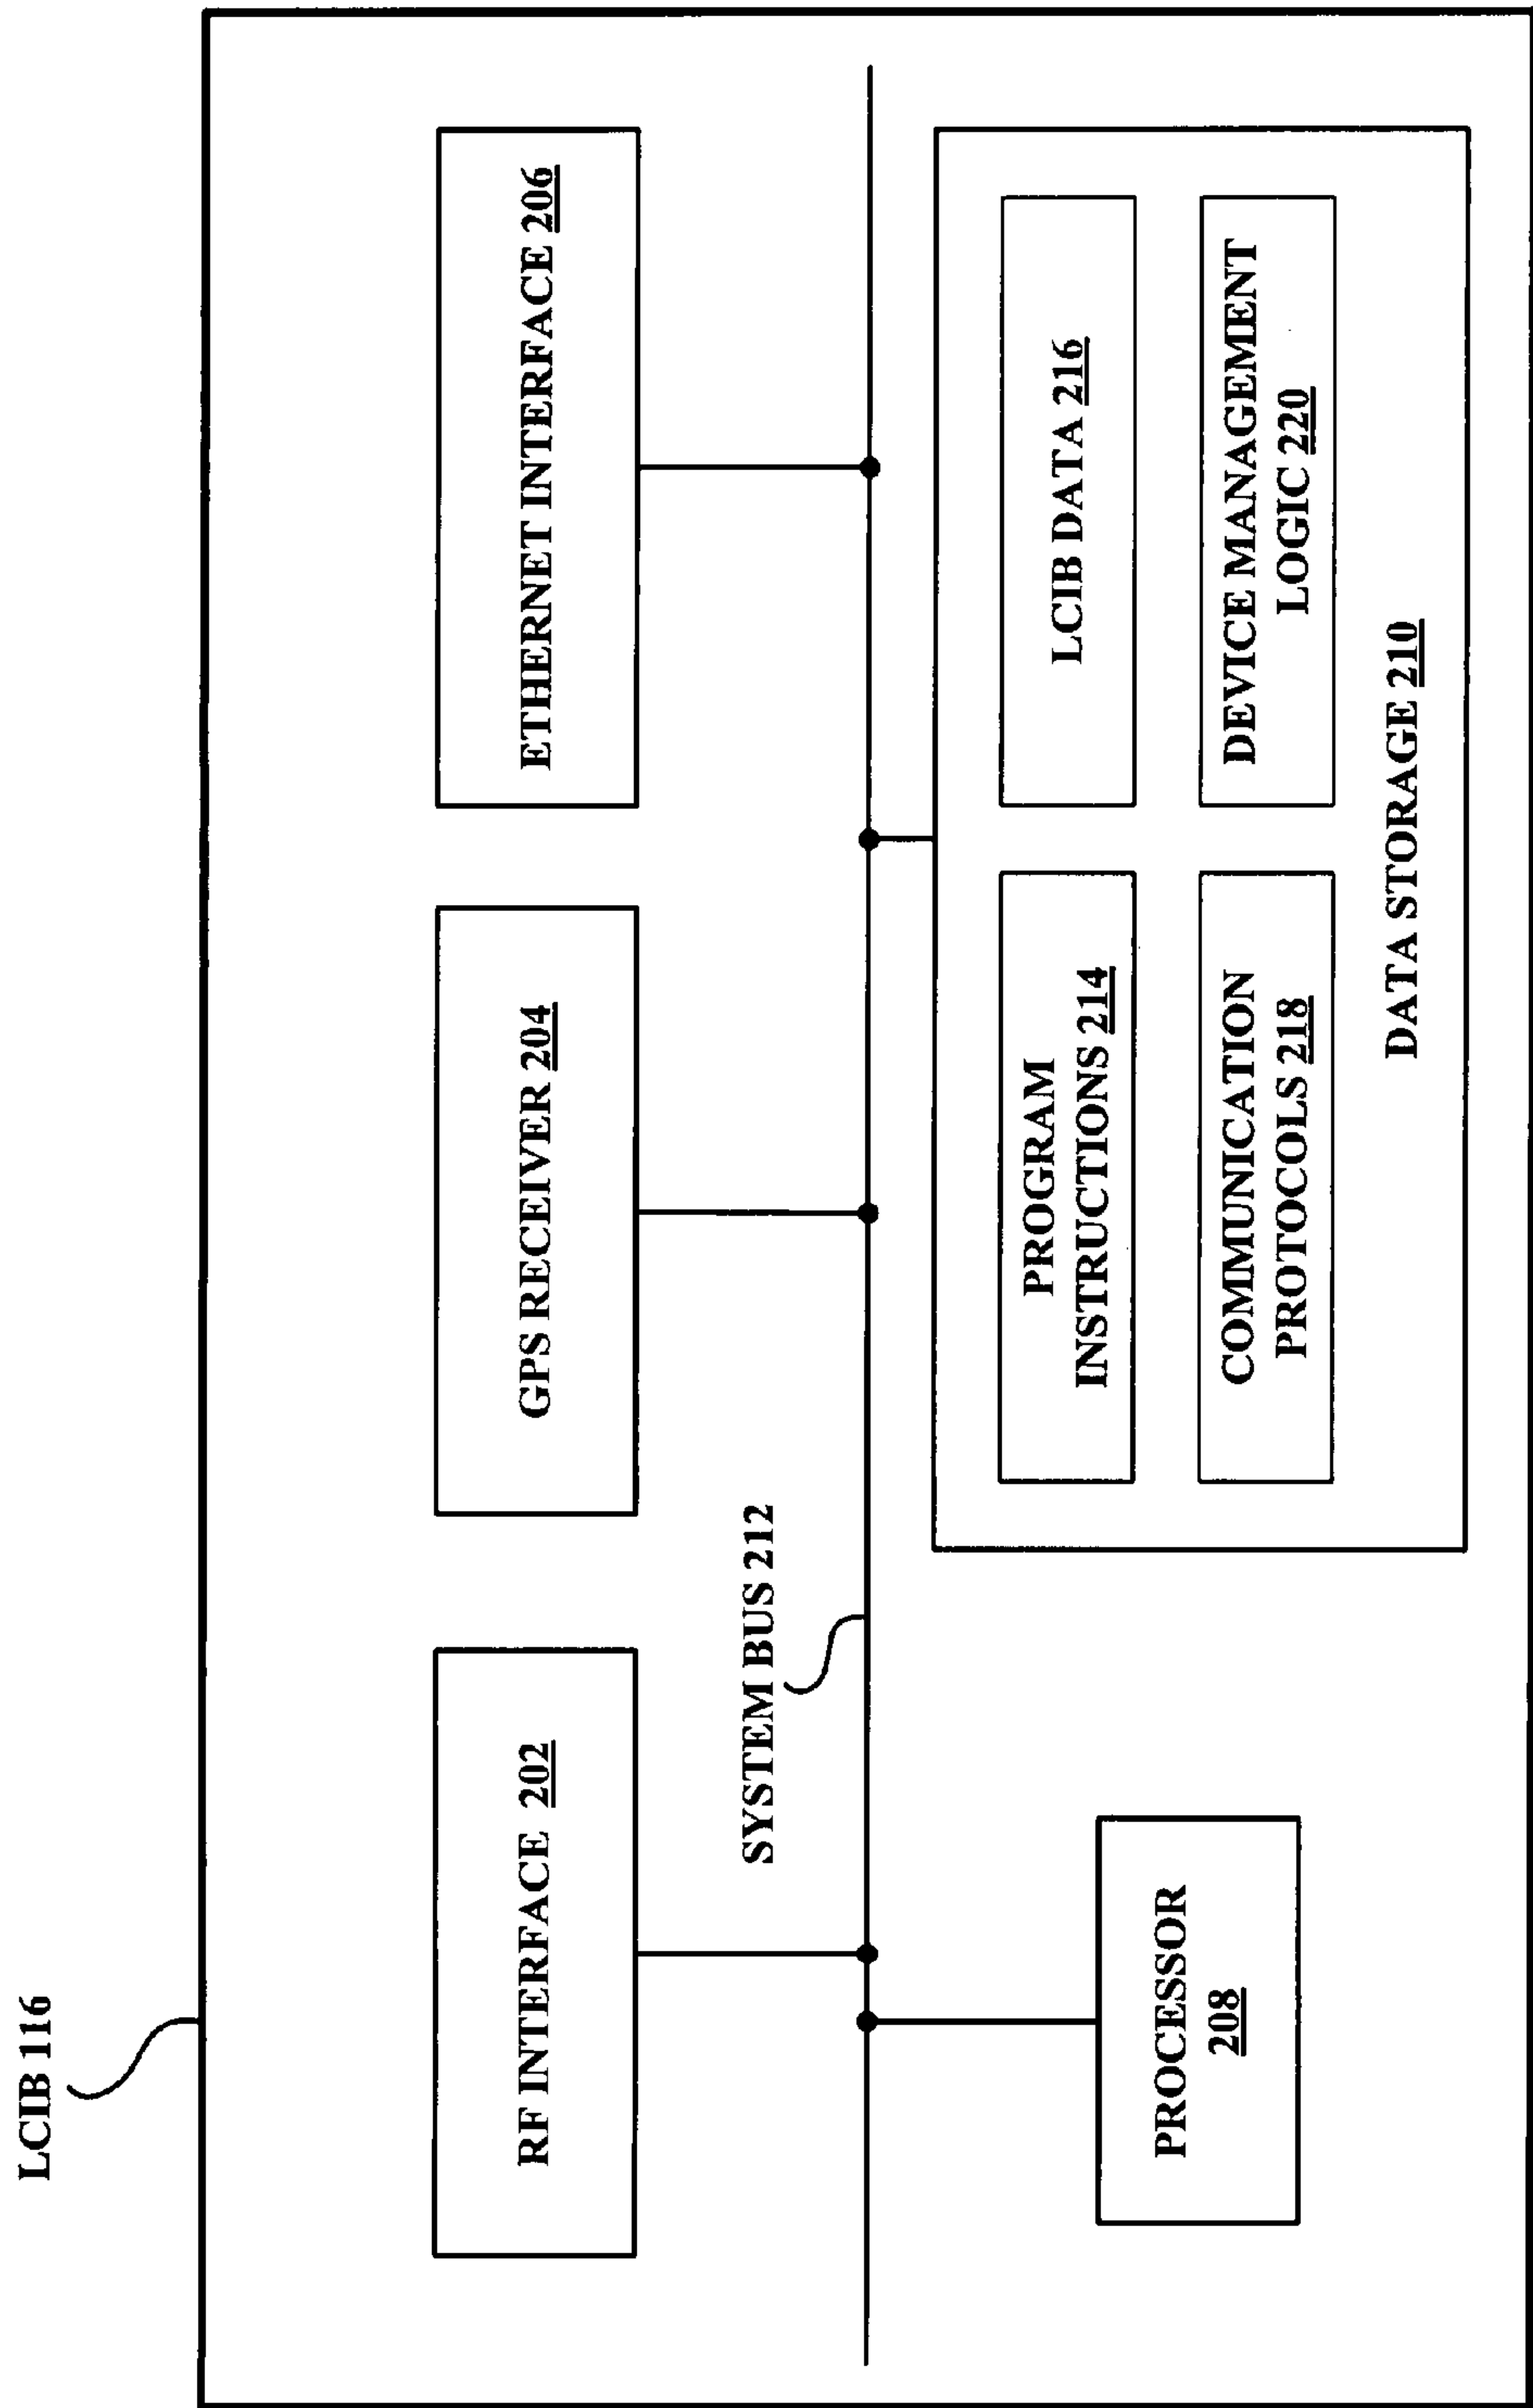 LCIB 116
RF INTERFACE 202
GPS RECEIVER 204
ETHERNET INTERFACE 206
SYSTEM BUS 212
PROCESSOR
208
PROGRAM
INSTRUCTIONS 214
LCIB DATA 216
COMMUNICATION
PROTOCOLS 218
DEVICE MANAGEMENT
LOGIC 220
DATA STORAGE 210